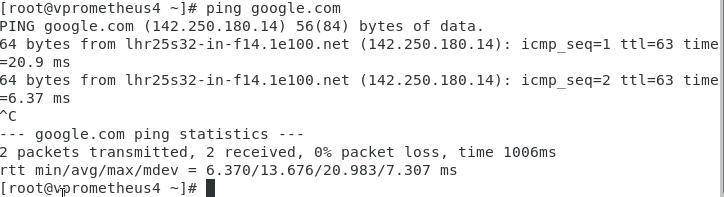 [root@vprometheus4 ~]# ping google.com
PING google.com (142.250.180.14) 56(84) bytes of data.
64 bytes from lhr25s32-in-f14.1e100.net (142.250.180.14): icmp_seq=1 ttl=63 time
=20.9 ms
64 bytes from lhr25s32-in-f14.1e100.net (142.250.180.14): icmp_seq=2 ttl=63 time
=6.37 ms
^C
--- google.com ping statistics ---
2 packets transmitted, 2 received, 0% packet loss, time 1006ms
rtt min/avg/max/mdev = 6.370/13.676/20.983/7.307 ms
[root@vprometheus4 ~]#